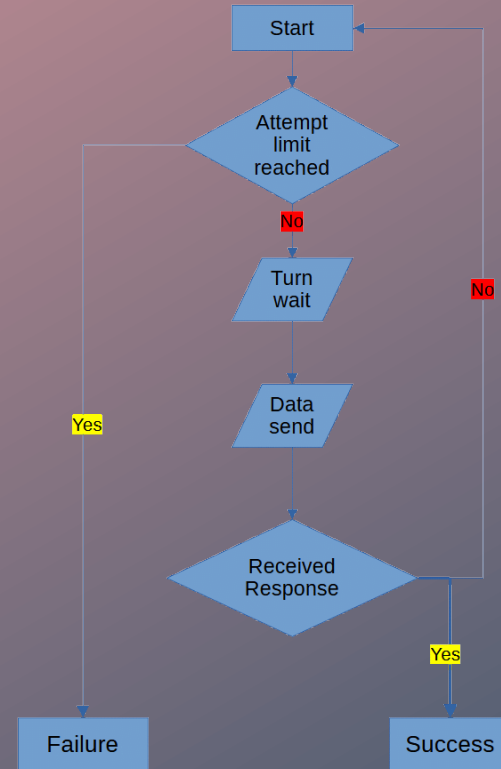 Start
Attempt
limit
reached
No
Turn
wait
No
Data
send
Yes
Received
Response
Yes
Failure
Success